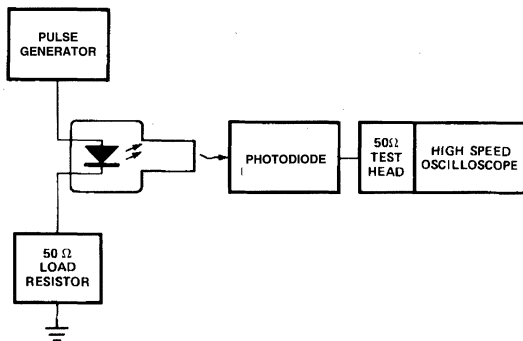 PULSE
GENERATOR
PHOTODIODE
50Ω
TEST
HEAD
HIGH SPEED
OSCILLOSCOPE
50 Ω
LOAD
RESISTOR